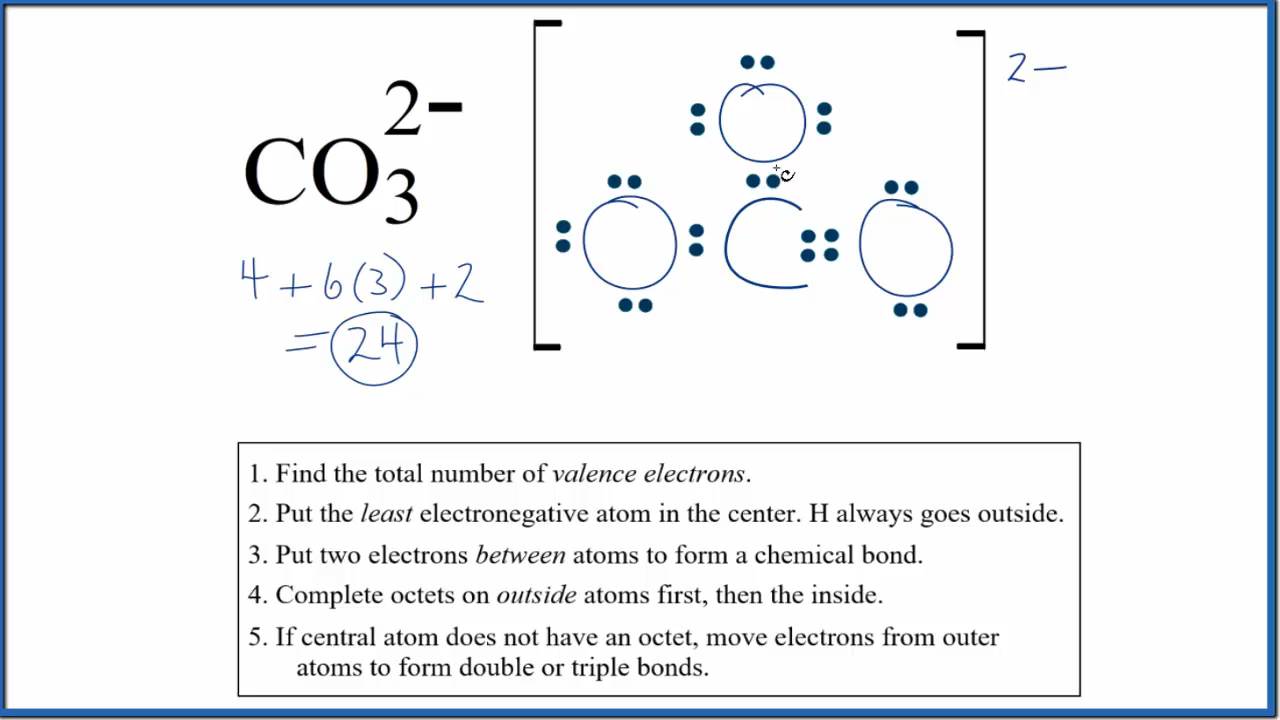 CO₃²⁻
4 + 6(3) + 2
= 24
O
O C O
2−
1. Find the total number of valence electrons.
2. Put the least electronegative atom in the center. H always goes outside.
3. Put two electrons between atoms to form a chemical bond.
4. Complete octets on outside atoms first, then the inside.
5. If central atom does not have an octet, move electrons from outer
atoms to form double or triple bonds.